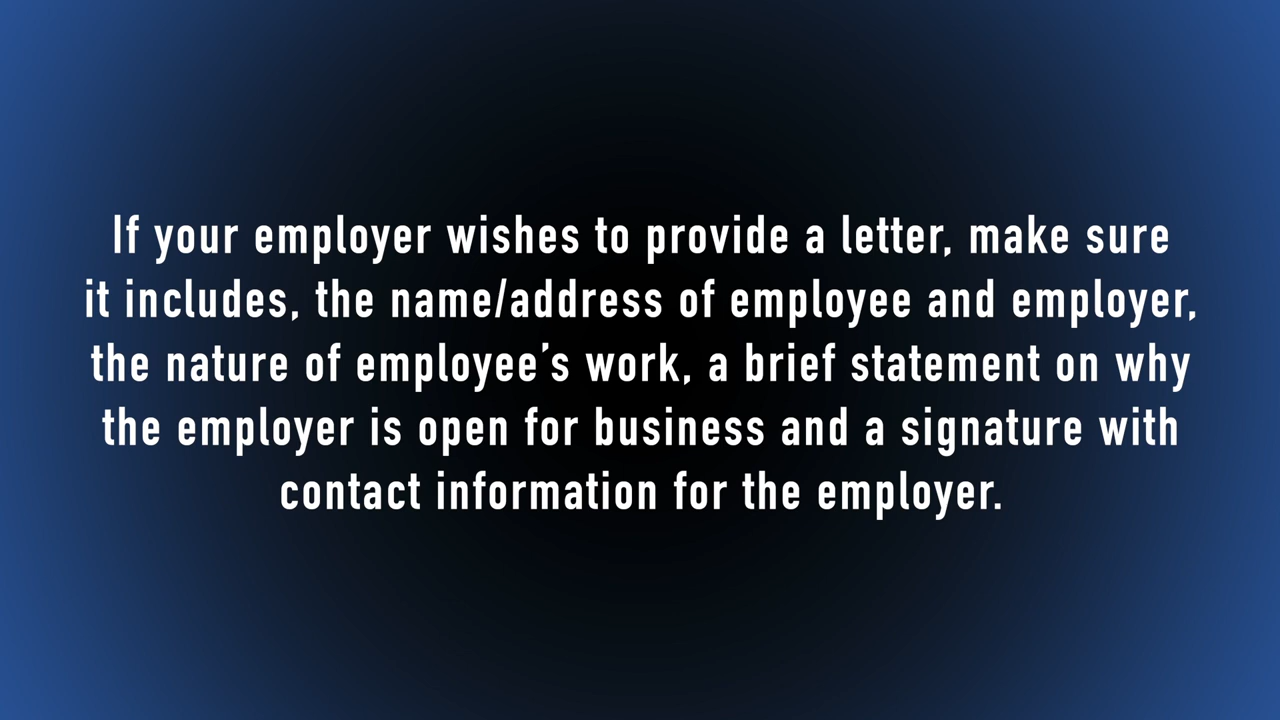 If your employer wishes to provide a letter, make sure
it includes, the name/address of employee and employer,
the nature of employee’s work, a brief statement on why
the employer is open for business and a signature with
contact information for the employer.